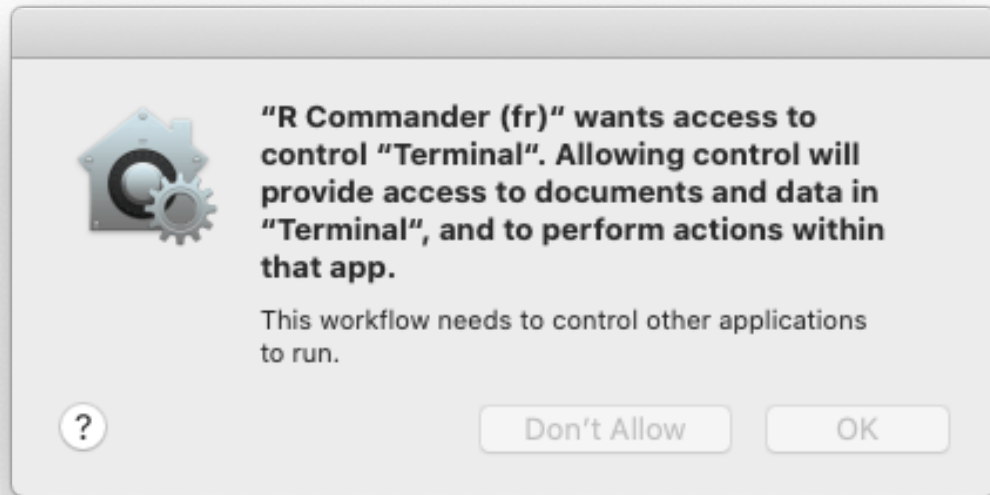 “R Commander (fr)“ wants access to
control “Terminal“. Allowing control will
provide access to documents and data in
“Terminal“, and to perform actions within
that app.
This workflow needs to control other applications
to run.
?
Don’t Allow
OK